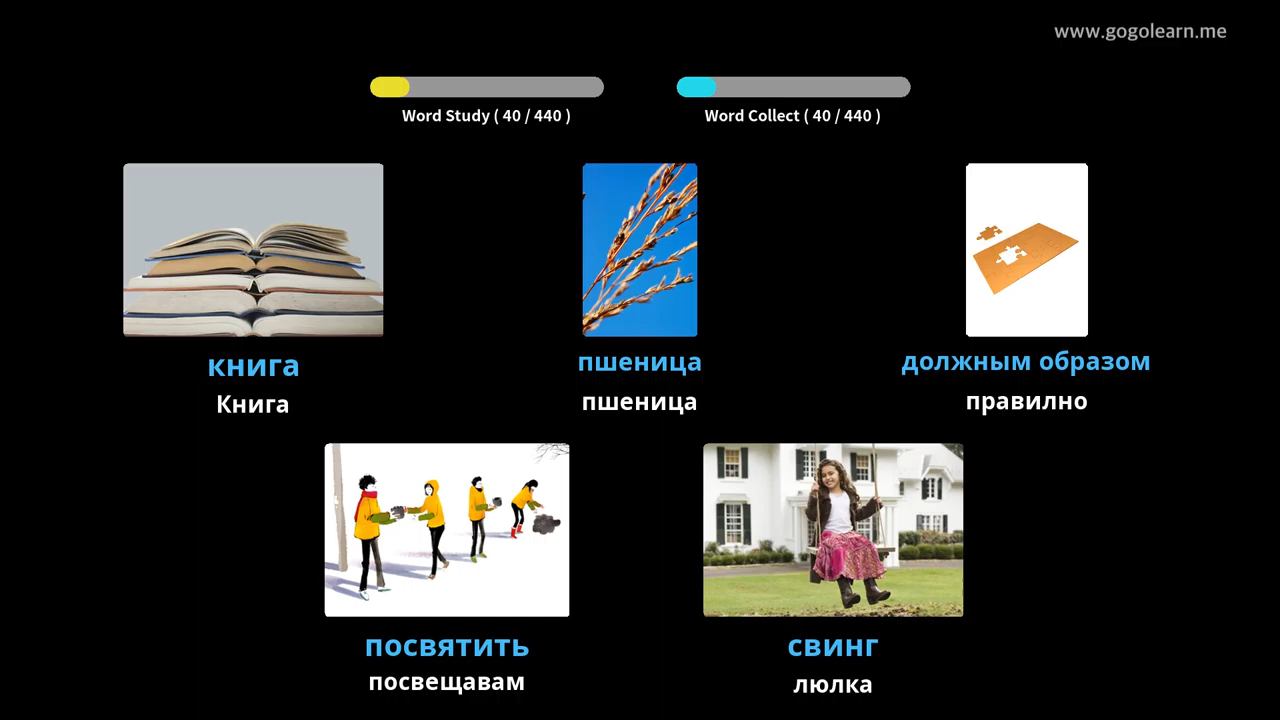 www.gogolearn.me
Word Study ( 40 / 440 )
Word Collect ( 40 / 440 )
книга
Книга
пшеница
пшеница
должным образом
правилно
посвятить
посвещавам
свинг
люлка